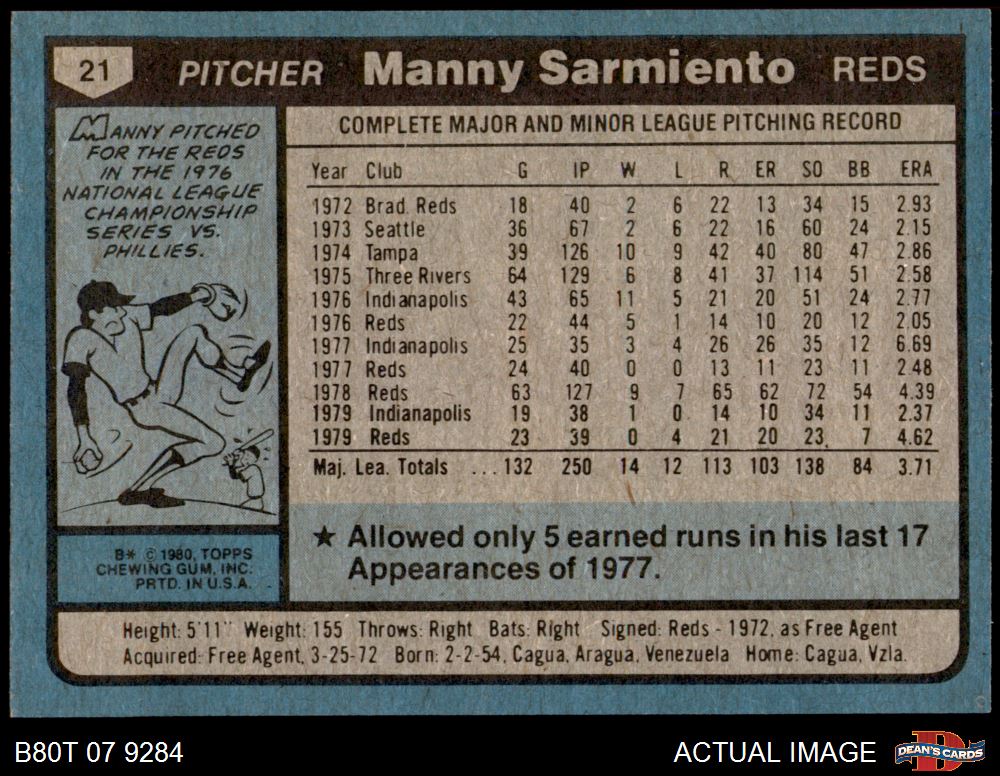 21 PITCHER Manny Sarmiento REDS
MANNY PITCHED
FOR THE REDS
IN THE 1976
NATIONAL LEAGUE
CHAMPIONSHIP
SERIES VS.
PHILLIES.
COMPLETE MAJOR AND MINOR LEAGUE PITCHING RECORD
Year Club G IP W L R ER SO BB ERA
1972 Brad. Reds 18 40 2 6 22 13 34 15 2.93
1973 Seattle 36 67 2 6 22 16 60 24 2.15
1974 Tampa 39 126 10 9 42 40 80 47 2.86
1975 Three Rivers 64 129 6 8 41 37 114 51 2.58
1976 Indianapolis 43 65 11 5 21 20 51 24 2.77
1976 Reds 22 44 5 1 14 10 20 12 2.05
1977 Indianapolis 25 35 3 4 26 26 35 12 6.69
1977 Reds 24 40 0 0 13 11 23 11 2.48
1978 Reds 63 127 9 7 65 62 72 54 4.39
1979 Indianapolis 19 38 1 0 14 10 34 11 2.37
1979 Reds 23 39 0 4 21 20 23 7 4.62
Maj. Lea. Totals ... 132 250 14 12 113 103 138 84 3.71
★ Allowed only 5 earned runs in his last 17
Appearances of 1977.
B* © 1980, TOPPS
CHEWING GUM, INC.
PRTD. IN U.S.A.
Height: 5'11" Weight: 155 Throws: Right Bats: Right Signed: Reds - 1972, as Free Agent
Acquired: Free Agent, 3-25-72 Born: 2-2-54, Cagua, Aragua, Venezuela Home: Cagua, Vzla.
B80T 07 9284 ACTUAL IMAGE DEAN'S CARDS